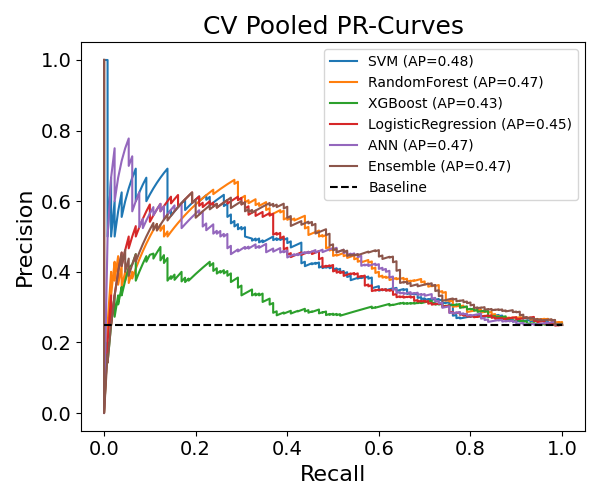 CV Pooled PR-Curves
Precision
1.0
0.8
0.6
0.4
0.2
0.0
SVM (AP=0.48)
RandomForest (AP=0.47)
XGBoost (AP=0.43)
LogisticRegression (AP=0.45)
ANN (AP=0.47)
Ensemble (AP=0.47)
Baseline
0.0 0.2 0.4 0.6 0.8 1.0
Recall